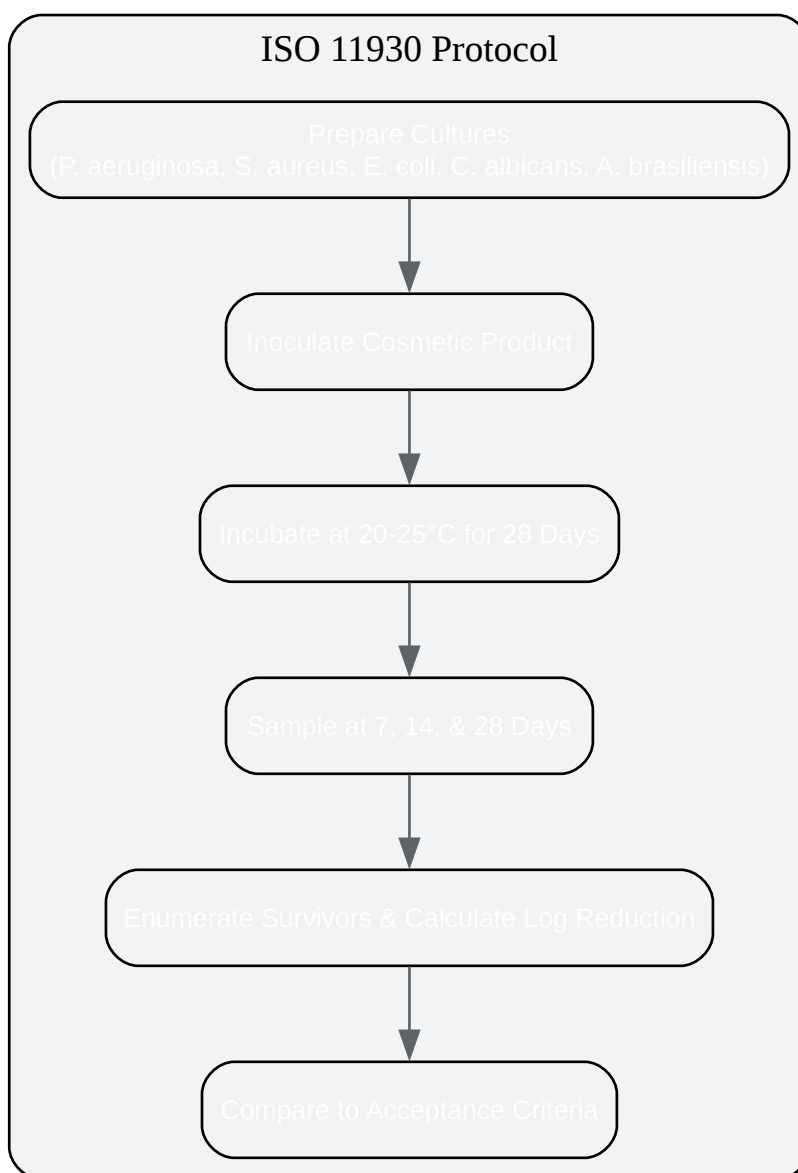 ISO 11930 Protocol
Prepare Cultures
(P. aeruginosa, S. aureus, E. coli, C. albicans, A. brasiliensis)
Inoculate Cosmetic Product
Incubate at 20-25°C for 28 Days
Sample at 7, 14, & 28 Days
Enumerate Survivors & Calculate Log Reduction
Compare to Acceptance Criteria